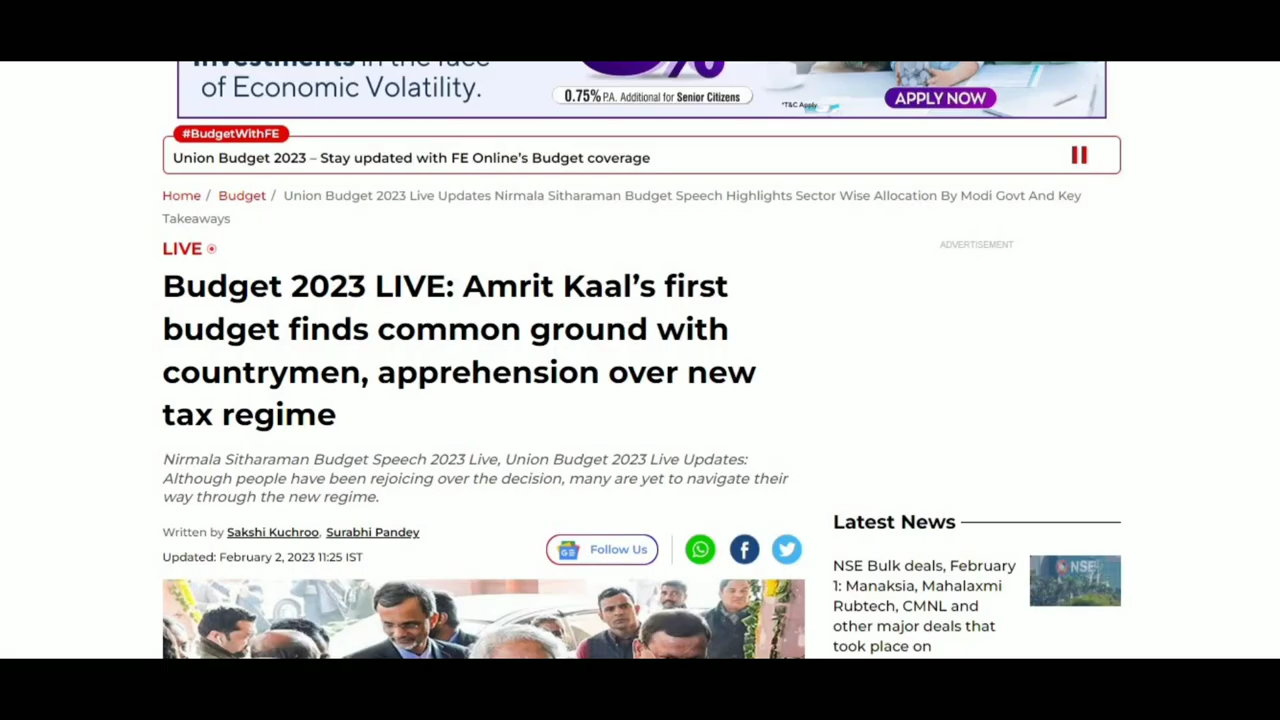 Investments in the face
of Economic Volatility.
%
0.75% P.A. Additional for Senior Citizens
*T&C Apply
APPLY NOW
#BudgetWithFE
Union Budget 2023 – Stay updated with FE Online's Budget coverage
Home / Budget / Union Budget 2023 Live Updates Nirmala Sitharaman Budget Speech Highlights Sector Wise Allocation By Modi Govt And Key
Takeaways
LIVE
ADVERTISEMENT
Budget 2023 LIVE: Amrit Kaal's first
budget finds common ground with
countrymen, apprehension over new
tax regime
Nirmala Sitharaman Budget Speech 2023 Live, Union Budget 2023 Live Updates:
Although people have been rejoicing over the decision, many are yet to navigate their
way through the new regime.
Written by Sakshi Kuchroo, Surabhi Pandey
Updated: February 2, 2023 11:25 IST
GE Follow Us
Latest News
NSE Bulk deals, February
1: Manaksia, Mahalaxmi
Rubtech, CMNL and
other major deals that
took place on
NSE